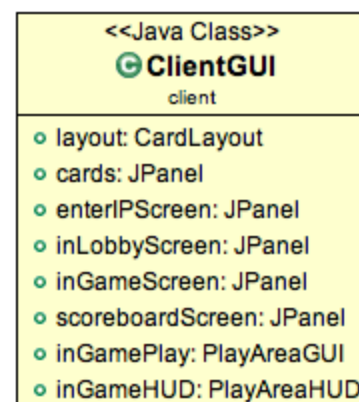 <<Java Class>>
C ClientGUI
client
layout: CardLayout
cards: JPanel
enterIPScreen: JPanel
inLobbyScreen: JPanel
inGameScreen: JPanel
scoreboardScreen: JPanel
inGamePlay: PlayAreaGUI
inGameHUD: PlayAreaHUD